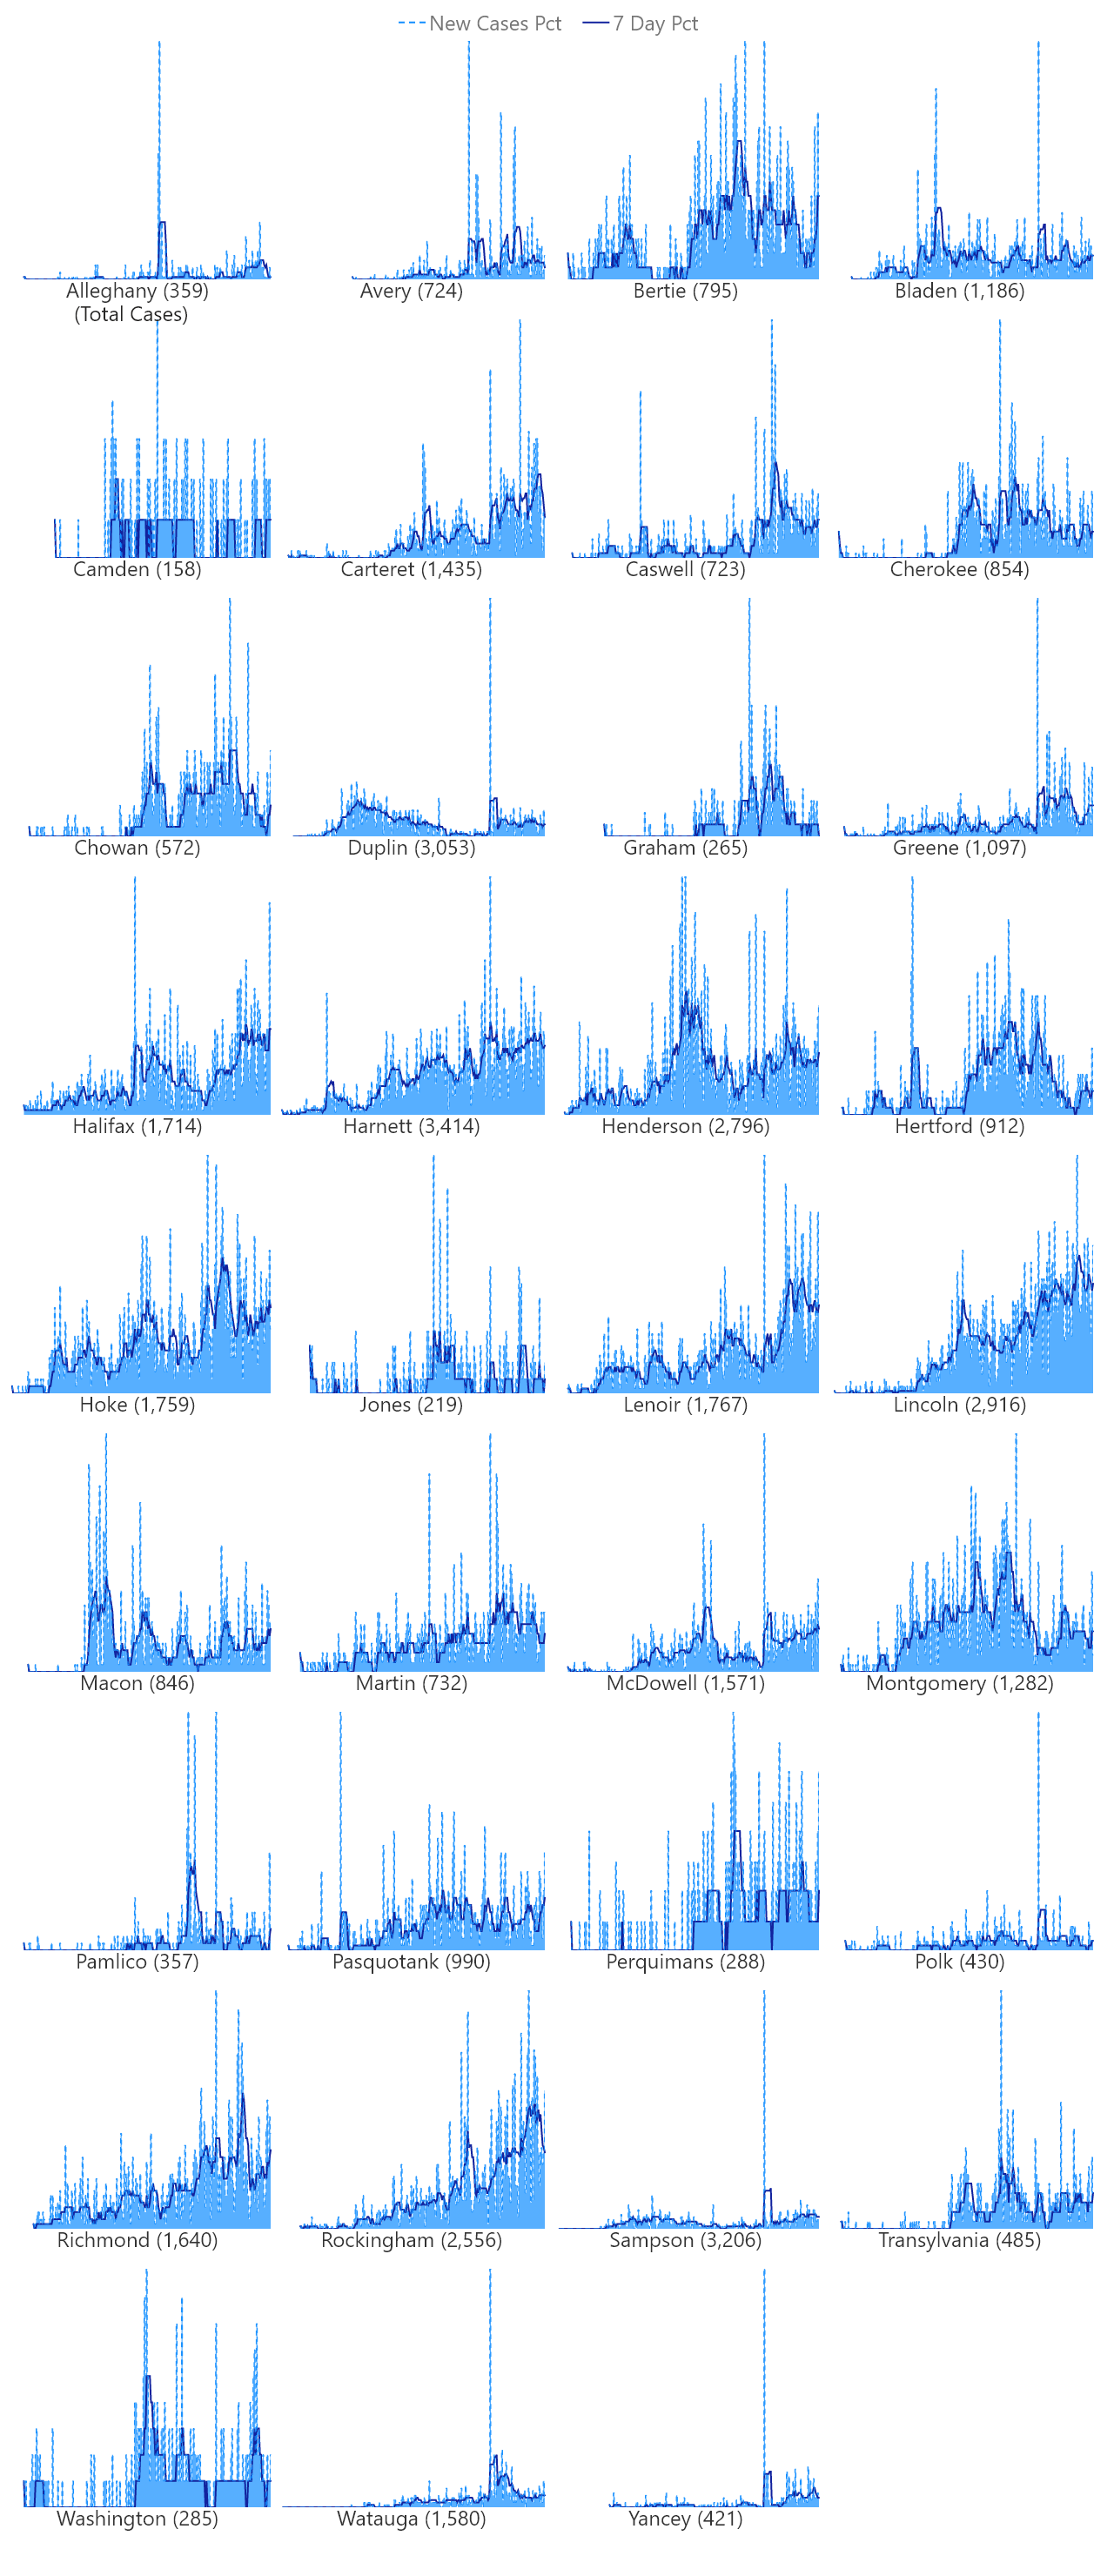 New Cases Pct 7 Day Pct
Alleghany (359) Avery (724) Bertie (795) Bladen (1,186)
(Total Cases)
Camden (158) Carteret (1,435) Caswell (723) Cherokee (854)
Chowan (572) Duplin (3,053) Graham (265) Greene (1,097)
Halifax (1,714) Harnett (3,414) Henderson (2,796) Hertford (912)
Hoke (1,759) Jones (219) Lenoir (1,767) Lincoln (2,916)
Macon (846) Martin (732) McDowell (1,571) Montgomery (1,282)
Pamlico (357) Pasquotank (990) Perquimans (288) Polk (430)
Richmond (1,640) Rockingham (2,556) Sampson (3,206) Transylvania (485)
Washington (285) Watauga (1,580) Yancey (421)